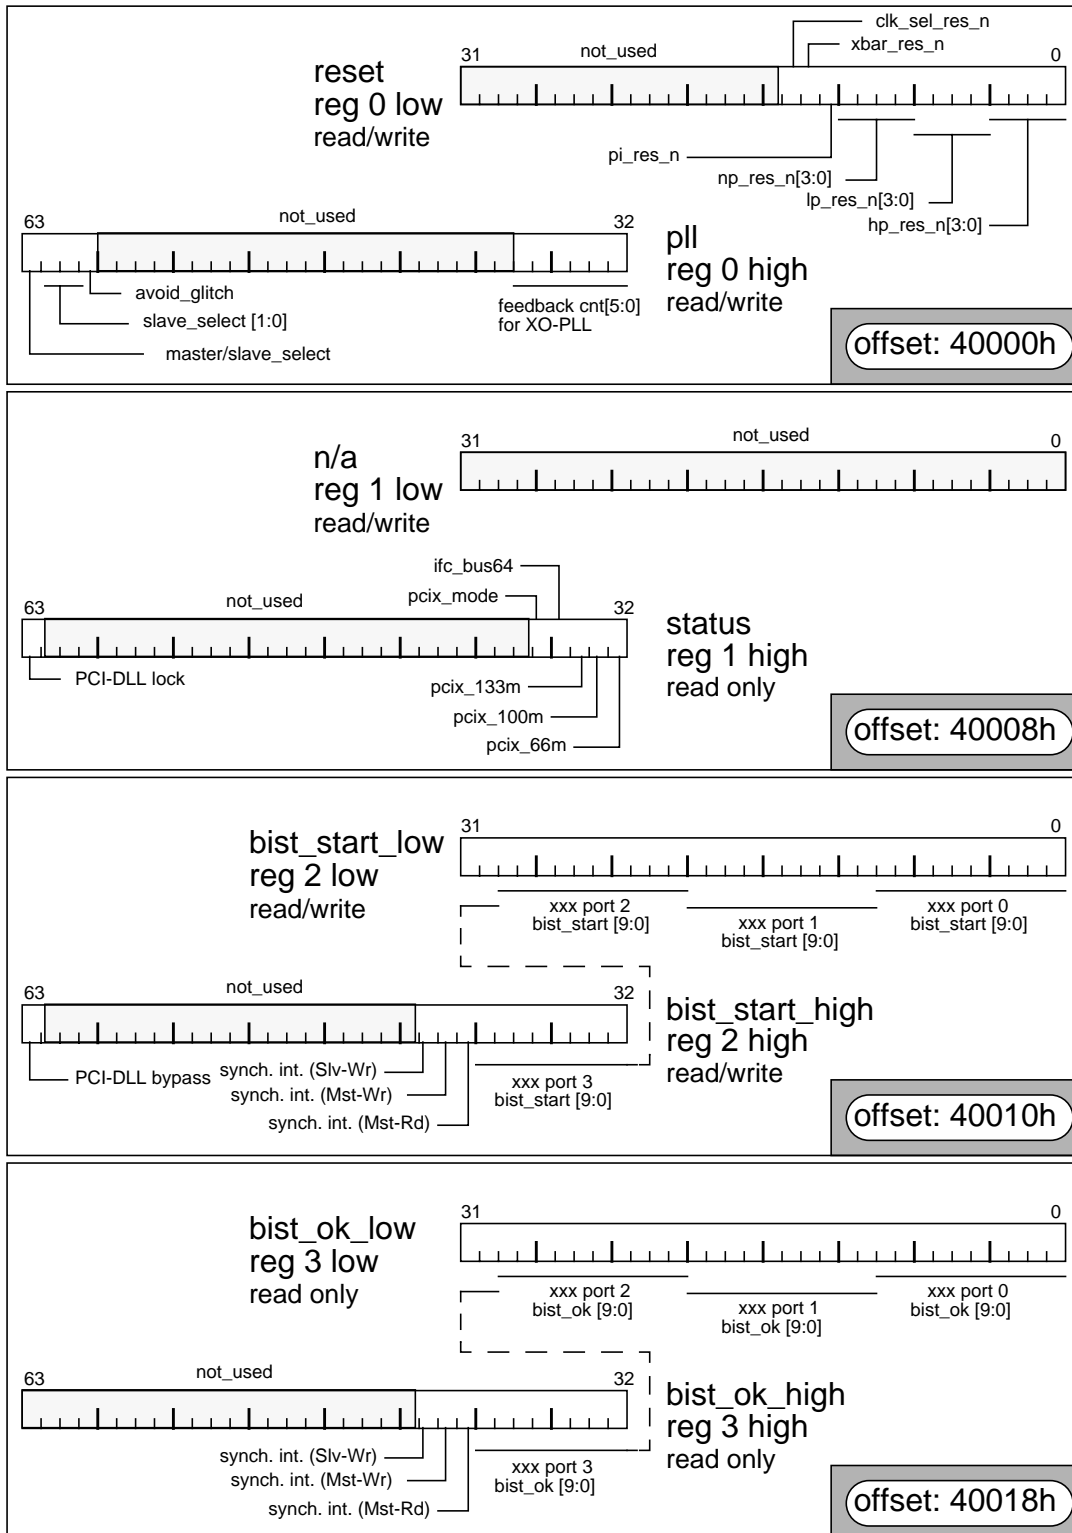 clk_sel_res_n
xbar_res_n
31 not_used 0
reset
reg 0 low
read/write
pi_res_n
np_res_n[3:0]
lp_res_n[3:0]
hp_res_n[3:0]
63 not_used 32
pll
reg 0 high
read/write
avoid_glitch
slave_select [1:0]
master/slave_select
feedback cnt[5:0]
for XO-PLL
offset: 40000h
31 not_used 0
n/a
reg 1 low
read/write
ifc_bus64
pcix_mode
63 not_used 32
status
reg 1 high
read only
PCI-DLL lock
pcix_133m
pcix_100m
pcix_66m
offset: 40008h
31 0
bist_start_low
reg 2 low
read/write
xxx port 2
bist_start [9:0]
xxx port 1
bist_start [9:0]
xxx port 0
bist_start [9:0]
63 not_used 32
bist_start_high
reg 2 high
read/write
PCI-DLL bypass
synch. int. (Slv-Wr)
synch. int. (Mst-Wr)
synch. int. (Mst-Rd)
xxx port 3
bist_start [9:0]
offset: 40010h
31 0
bist_ok_low
reg 3 low
read only
xxx port 2
bist_ok [9:0]
xxx port 1
bist_ok [9:0]
xxx port 0
bist_ok [9:0]
63 not_used 32
bist_ok_high
reg 3 high
read only
synch. int. (Slv-Wr)
synch. int. (Mst-Wr)
synch. int. (Mst-Rd)
xxx port 3
bist_ok [9:0]
offset: 40018h